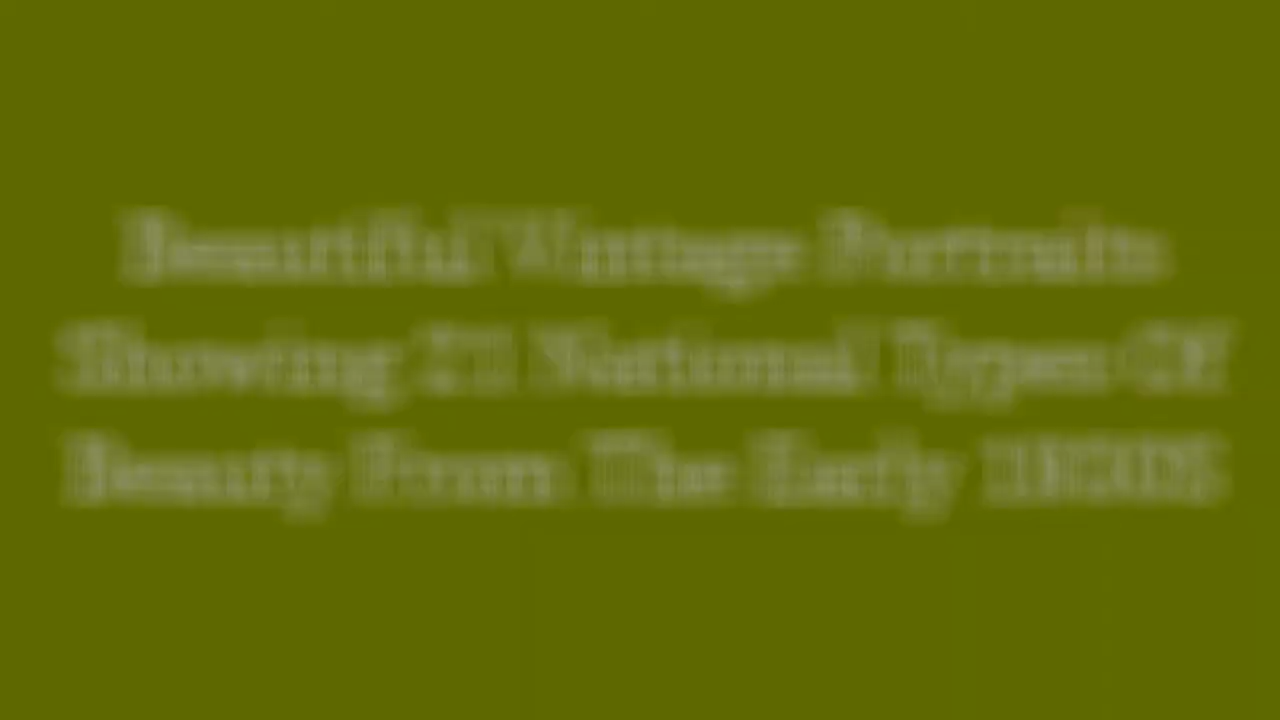 Beautiful Vintage Portraits
Showing National Types Of
Beauty From The Early